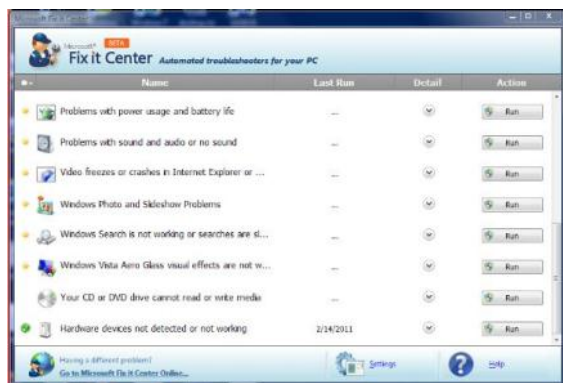 Microsoft Fix it Center
Microsoft® BETA
Fix it Center Automated troubleshooters for your PC
Name Last Run Detail Action
Problems with power usage and battery life ... Run
Problems with sound and audio or no sound ... Run
Video freezes or crashes in Internet Explorer or ... ... Run
Windows Photo and Slideshow Problems ... Run
Windows Search is not working or searches are sl... ... Run
Windows Vista Aero Glass visual effects are not w... ... Run
Your CD or DVD drive cannot read or write media ... Run
Hardware devices not detected or not working 2/14/2011 Run
Having a different problem?
Go to Microsoft Fix it Center Online... Settings Help